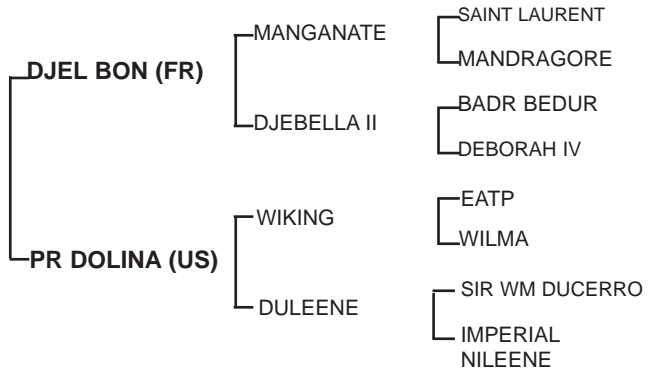 SAINT LAURENT
MANGANATE
MANDRAGORE
DJEL BON (FR)
BADR BEDUR
DJEBELLA II
DEBORAH IV
EATP
WIKING
WILMA
PR DOLINA (US)
SIR WM DUCERRO
DULEENE
IMPERIAL
NILEENE